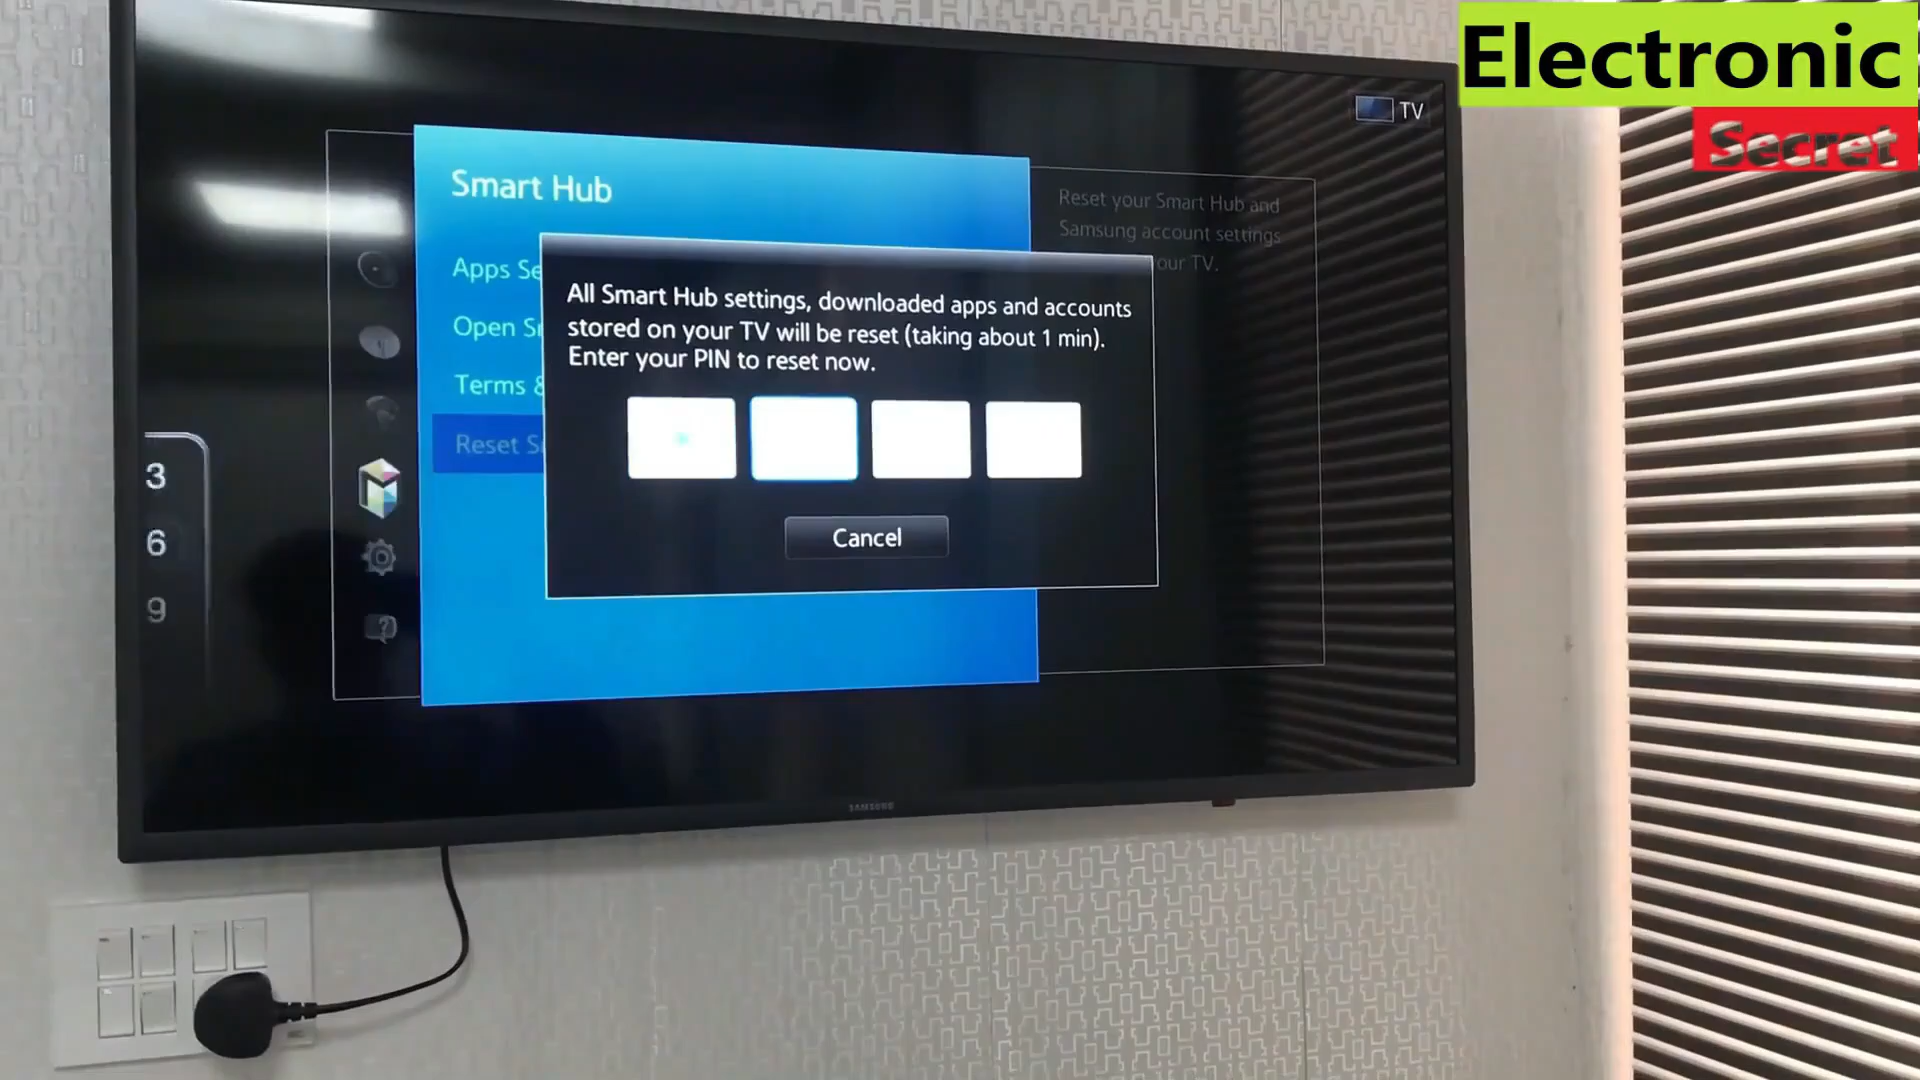 Electronic
Secret
TV
Smart Hub
Reset your Smart Hub and
Samsung account settings
our TV.
Apps Se
All Smart Hub settings, downloaded apps and accounts
stored on your TV will be reset (taking about 1 min).
Enter your PIN to reset now.
Open S
Terms &
Reset S
3
6
9
Cancel
SAMSUNG